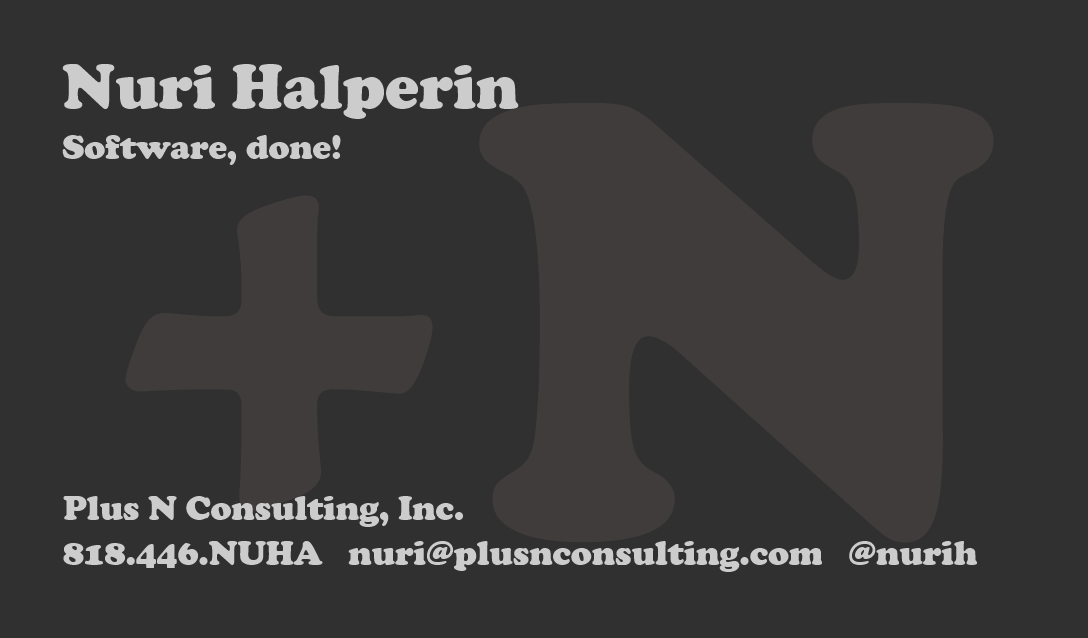 Nuri Halperin
Software, done!
+N
Plus N Consulting, Inc.
818.446.NUHA nuri@plusnconsulting.com @nurih